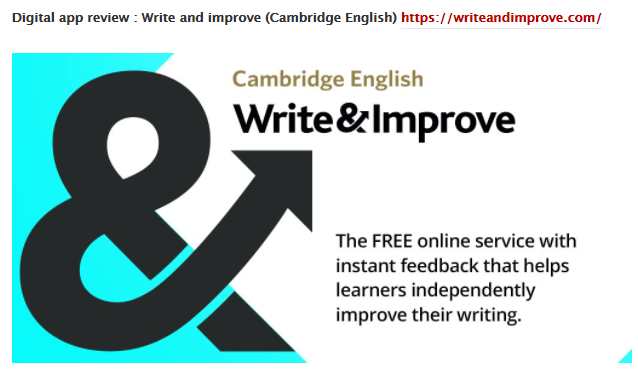 Digital app review : Write and improve (Cambridge English) https://writeandimprove.com/
Cambridge English
Write&Improve
The FREE online service with
instant feedback that helps
learners independently
improve their writing.